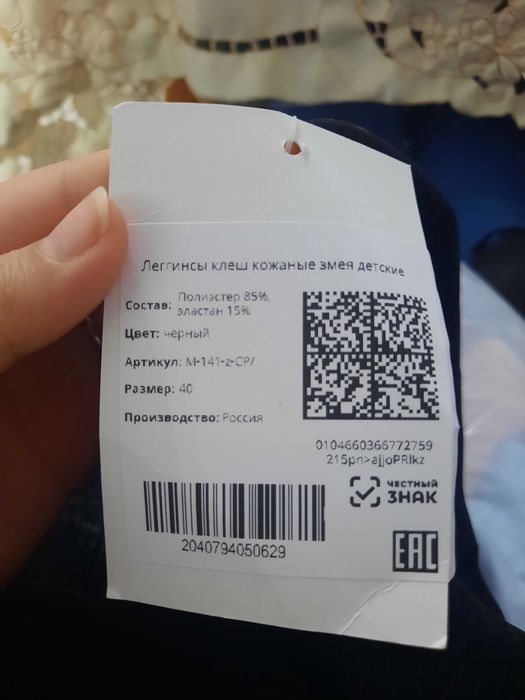 Леггинсы клеш кожаные змея детские
Состав: Полиэстер 85%,
эластан 15%
Цвет: черный
Артикул: М-141-z-СР/
Размер: 40
Производство: Россия
0104660366772759
215pn>ajjoPRlkz
ЧЕСТНЫЙ
ЗНАК
2040794050629
EAC